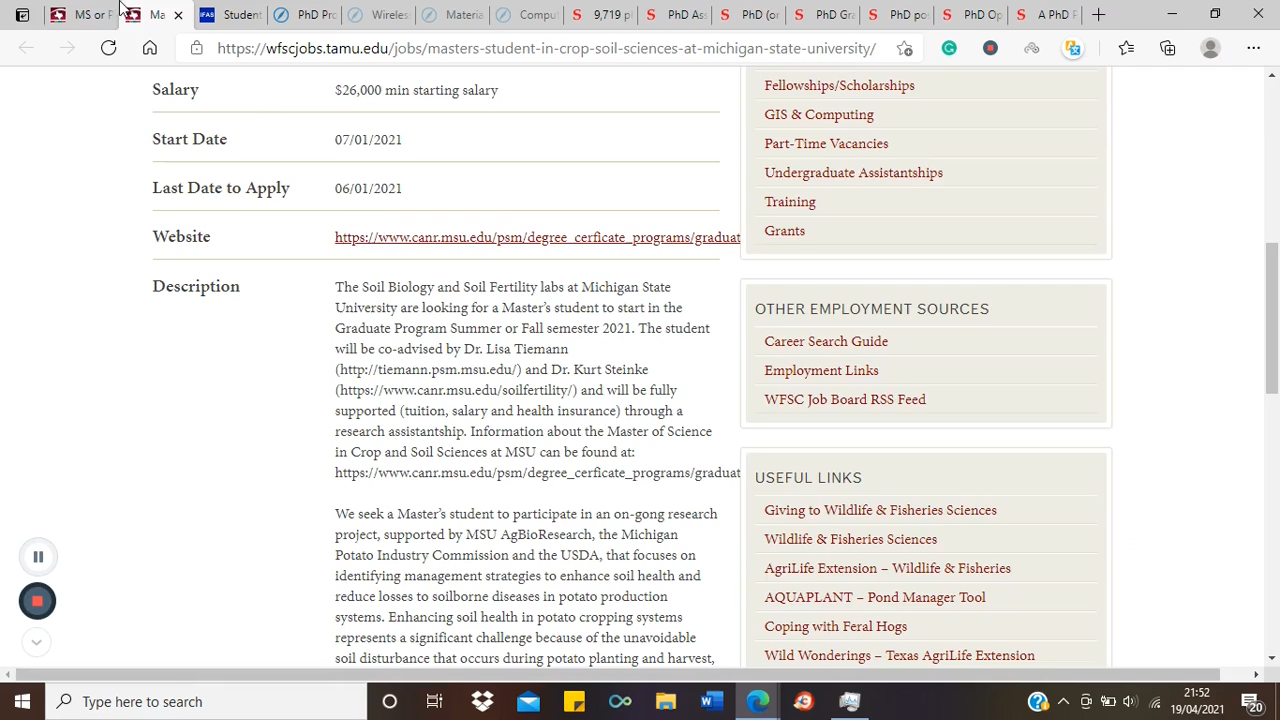 MS or P
Ma
IFAS
Student
PhD Pro
Wireles
Materia
Compu
9,719 p
PhD Ass
PhD for
PhD Gra
PhD pos
PhD Op
A PhD P
https://wfscjobs.tamu.edu/jobs/masters-student-in-crop-soil-sciences-at-michigan-state-university/
Salary
$26,000 min starting salary
Start Date
07/01/2021
Last Date to Apply
06/01/2021
Website
https://www.canr.msu.edu/psm/degree_cerficate_programs/graduat
Description
The Soil Biology and Soil Fertility labs at Michigan State
University are looking for a Master's student to start in the
Graduate Program Summer or Fall semester 2021. The student
will be co-advised by Dr. Lisa Tiemann
(http://tiemann.psm.msu.edu/) and Dr. Kurt Steinke
(https://www.canr.msu.edu/soilfertility/) and will be fully
supported (tuition, salary and health insurance) through a
research assistantship. Information about the Master of Science
in Crop and Soil Sciences at MSU can be found at:
https://www.canr.msu.edu/psm/degree_cerficate_programs/graduat
We seek a Master's student to participate in an on-gong research
project, supported by MSU AgBioResearch, the Michigan
Potato Industry Commission and the USDA, that focuses on
identifying management strategies to enhance soil health and
reduce losses to soilborne diseases in potato production
systems. Enhancing soil health in potato cropping systems
represents a significant challenge because of the unavoidable
soil disturbance that occurs during potato planting and harvest,
Fellowships/Scholarships
GIS & Computing
Part-Time Vacancies
Undergraduate Assistantships
Training
Grants
OTHER EMPLOYMENT SOURCES
Career Search Guide
Employment Links
WFSC Job Board RSS Feed
USEFUL LINKS
Giving to Wildlife & Fisheries Sciences
Wildlife & Fisheries Sciences
AgriLife Extension – Wildlife & Fisheries
AQUAPLANT – Pond Manager Tool
Coping with Feral Hogs
Wild Wonderings – Texas AgriLife Extension
Type here to search
21:52
19/04/2021
20